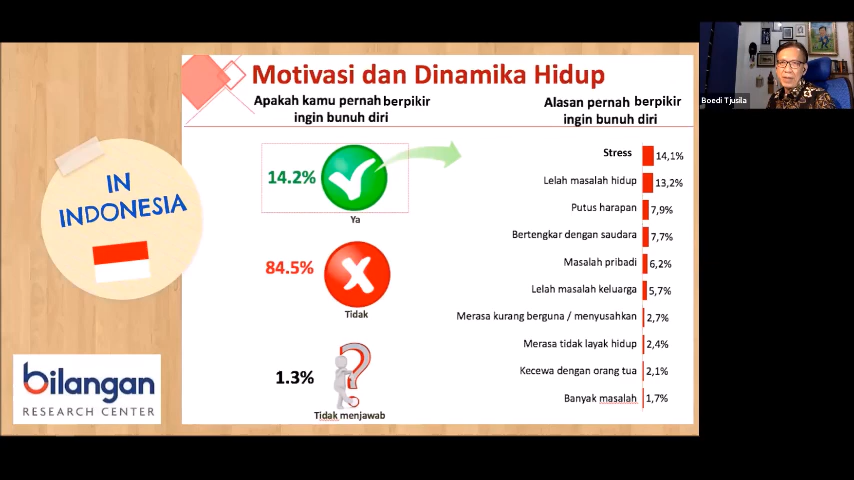 Motivasi dan Dinamika Hidup
Apakah kamu pernah berpikir
ingin bunuh diri
Alasan pernah berpikir
ingin bunuh diri
IN
INDONESIA
14.2%
Ya
84.5%
Tidak
1.3%
Tidak menjawab
Stress 14,1%
Lelah masalah hidup 13,2%
Putus harapan 7,9%
Bertengkar dengan saudara 7,7%
Masalah pribadi 6,2%
Lelah masalah keluarga 5,7%
Merasa kurang berguna / menyusahkan 2,7%
Merasa tidak layak hidup 2,4%
Kecewa dengan orang tua 2,1%
Banyak masalah 1,7%
bilangan
RESEARCH CENTER
Boedi Tjusila